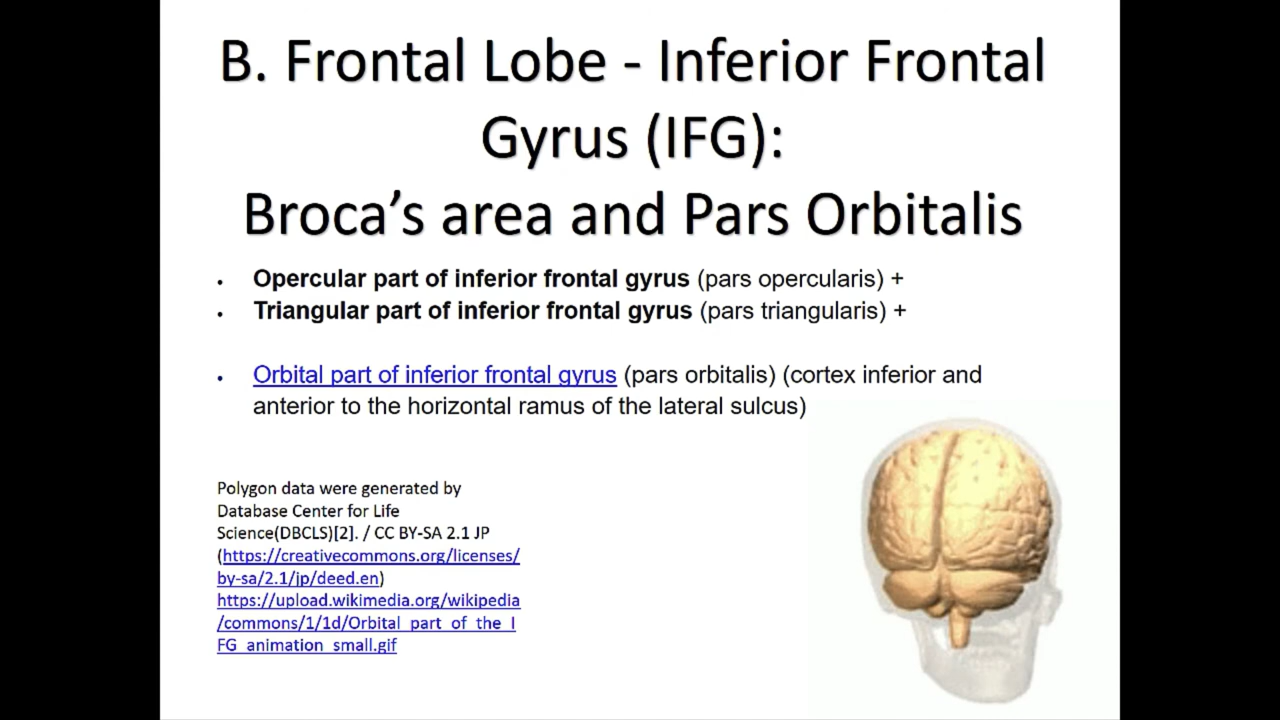 B. Frontal Lobe - Inferior Frontal
Gyrus (IFG):
Broca’s area and Pars Orbitalis
• Opercular part of inferior frontal gyrus (pars opercularis) +
• Triangular part of inferior frontal gyrus (pars triangularis) +
• Orbital part of inferior frontal gyrus (pars orbitalis) (cortex inferior and
anterior to the horizontal ramus of the lateral sulcus)
Polygon data were generated by
Database Center for Life
Science(DBCLS)[2]. / CC BY-SA 2.1 JP
(https://creativecommons.org/licenses/
by-sa/2.1/jp/deed.en)
https://upload.wikimedia.org/wikipedia
/commons/1/1d/Orbital_part_of_the_I
FG_animation_small.gif